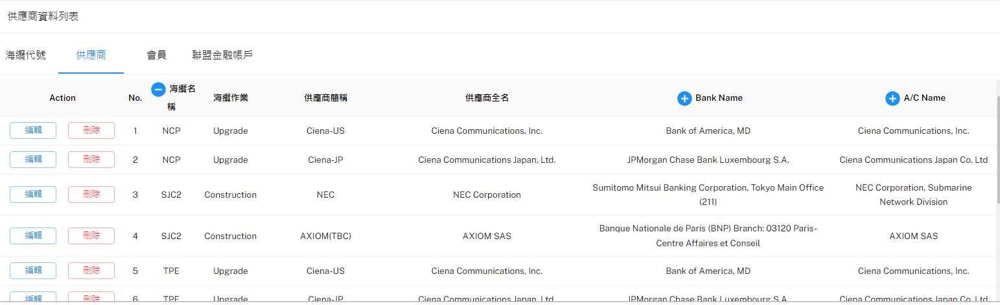 供應商資料列表
海纜代號 供應商 會員 聯盟金融帳戶
Action No. 海纜名稱 海纜作業 供應商簡稱 供應商全名 Bank Name A/C Name
編輯 刪除 1 NCP Upgrade Ciena-US Ciena Communications, Inc. Bank of America, MD Ciena Communications, Inc.
編輯 刪除 2 NCP Upgrade Ciena-JP Ciena Communications Japan, Ltd. JPMorgan Chase Bank Luxembourg S.A. Ciena Communications Japan Co. Ltd
編輯 刪除 3 SJC2 Construction NEC NEC Corporation Sumitomo Mitsui Banking Corporation, Tokyo Main Office (211) NEC Corporation, Submarine Network Division
編輯 刪除 4 SJC2 Construction AXIOM(TBC) AXIOM SAS Banque Nationale de Paris (BNP) Branch: 03120 Paris-Centre Affaires et Conseil AXIOM SAS
編輯 刪除 5 TPE Upgrade Ciena-US Ciena Communications, Inc. Bank of America, MD Ciena Communications, Inc.
編輯 刪除 6 TPE Upgrade Ciena-JP Ciena Communications Japan, Ltd. JPMorgan Chase Bank Luxembourg S.A. Ciena Communications Japan Co. Ltd